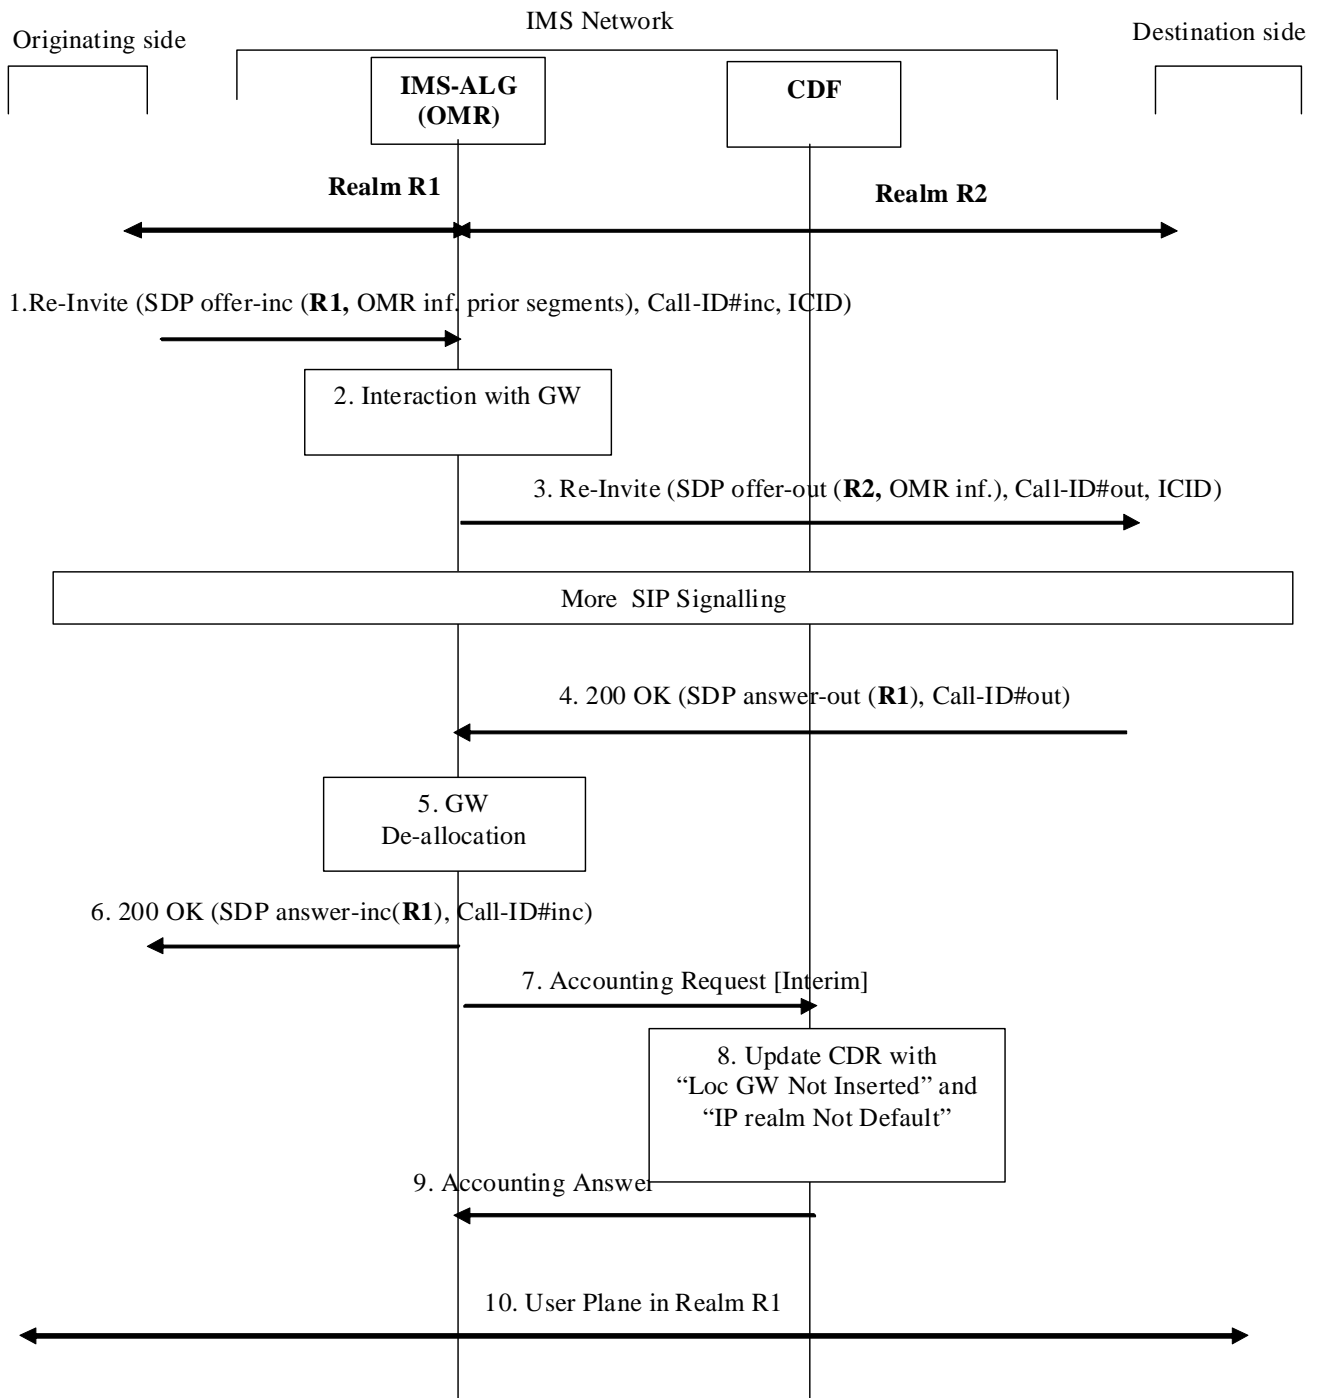 IMS Network
Originating side
Destination side
IMS-ALG
(OMR)
CDF
Realm R1
Realm R2
1.Re-Invite (SDP offer-inc (R1, OMR inf. prior segments), Call-ID#inc, ICID)
2. Interaction with GW
3. Re-Invite (SDP offer-out (R2, OMR inf.), Call-ID#out, ICID)
More SIP Signalling
4. 200 OK (SDP answer-out (R1), Call-ID#out)
5. GW
De-allocation
6. 200 OK (SDP answer-inc(R1), Call-ID#inc)
7. Accounting Request [Interim]
8. Update CDR with
“Loc GW Not Inserted” and
“IP realm Not Default”
9. Accounting Answer
10. User Plane in Realm R1